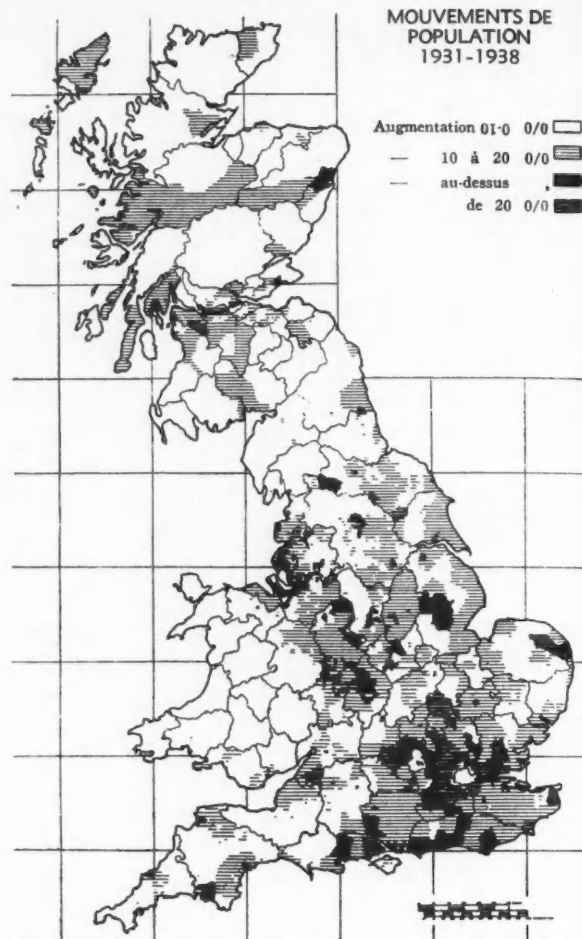 MOUVEMENTS DE
POPULATION
1931-1938
Augmentation 0-10 0/0
— 10 à 20 0/0
— au-dessus
de 20 0/0